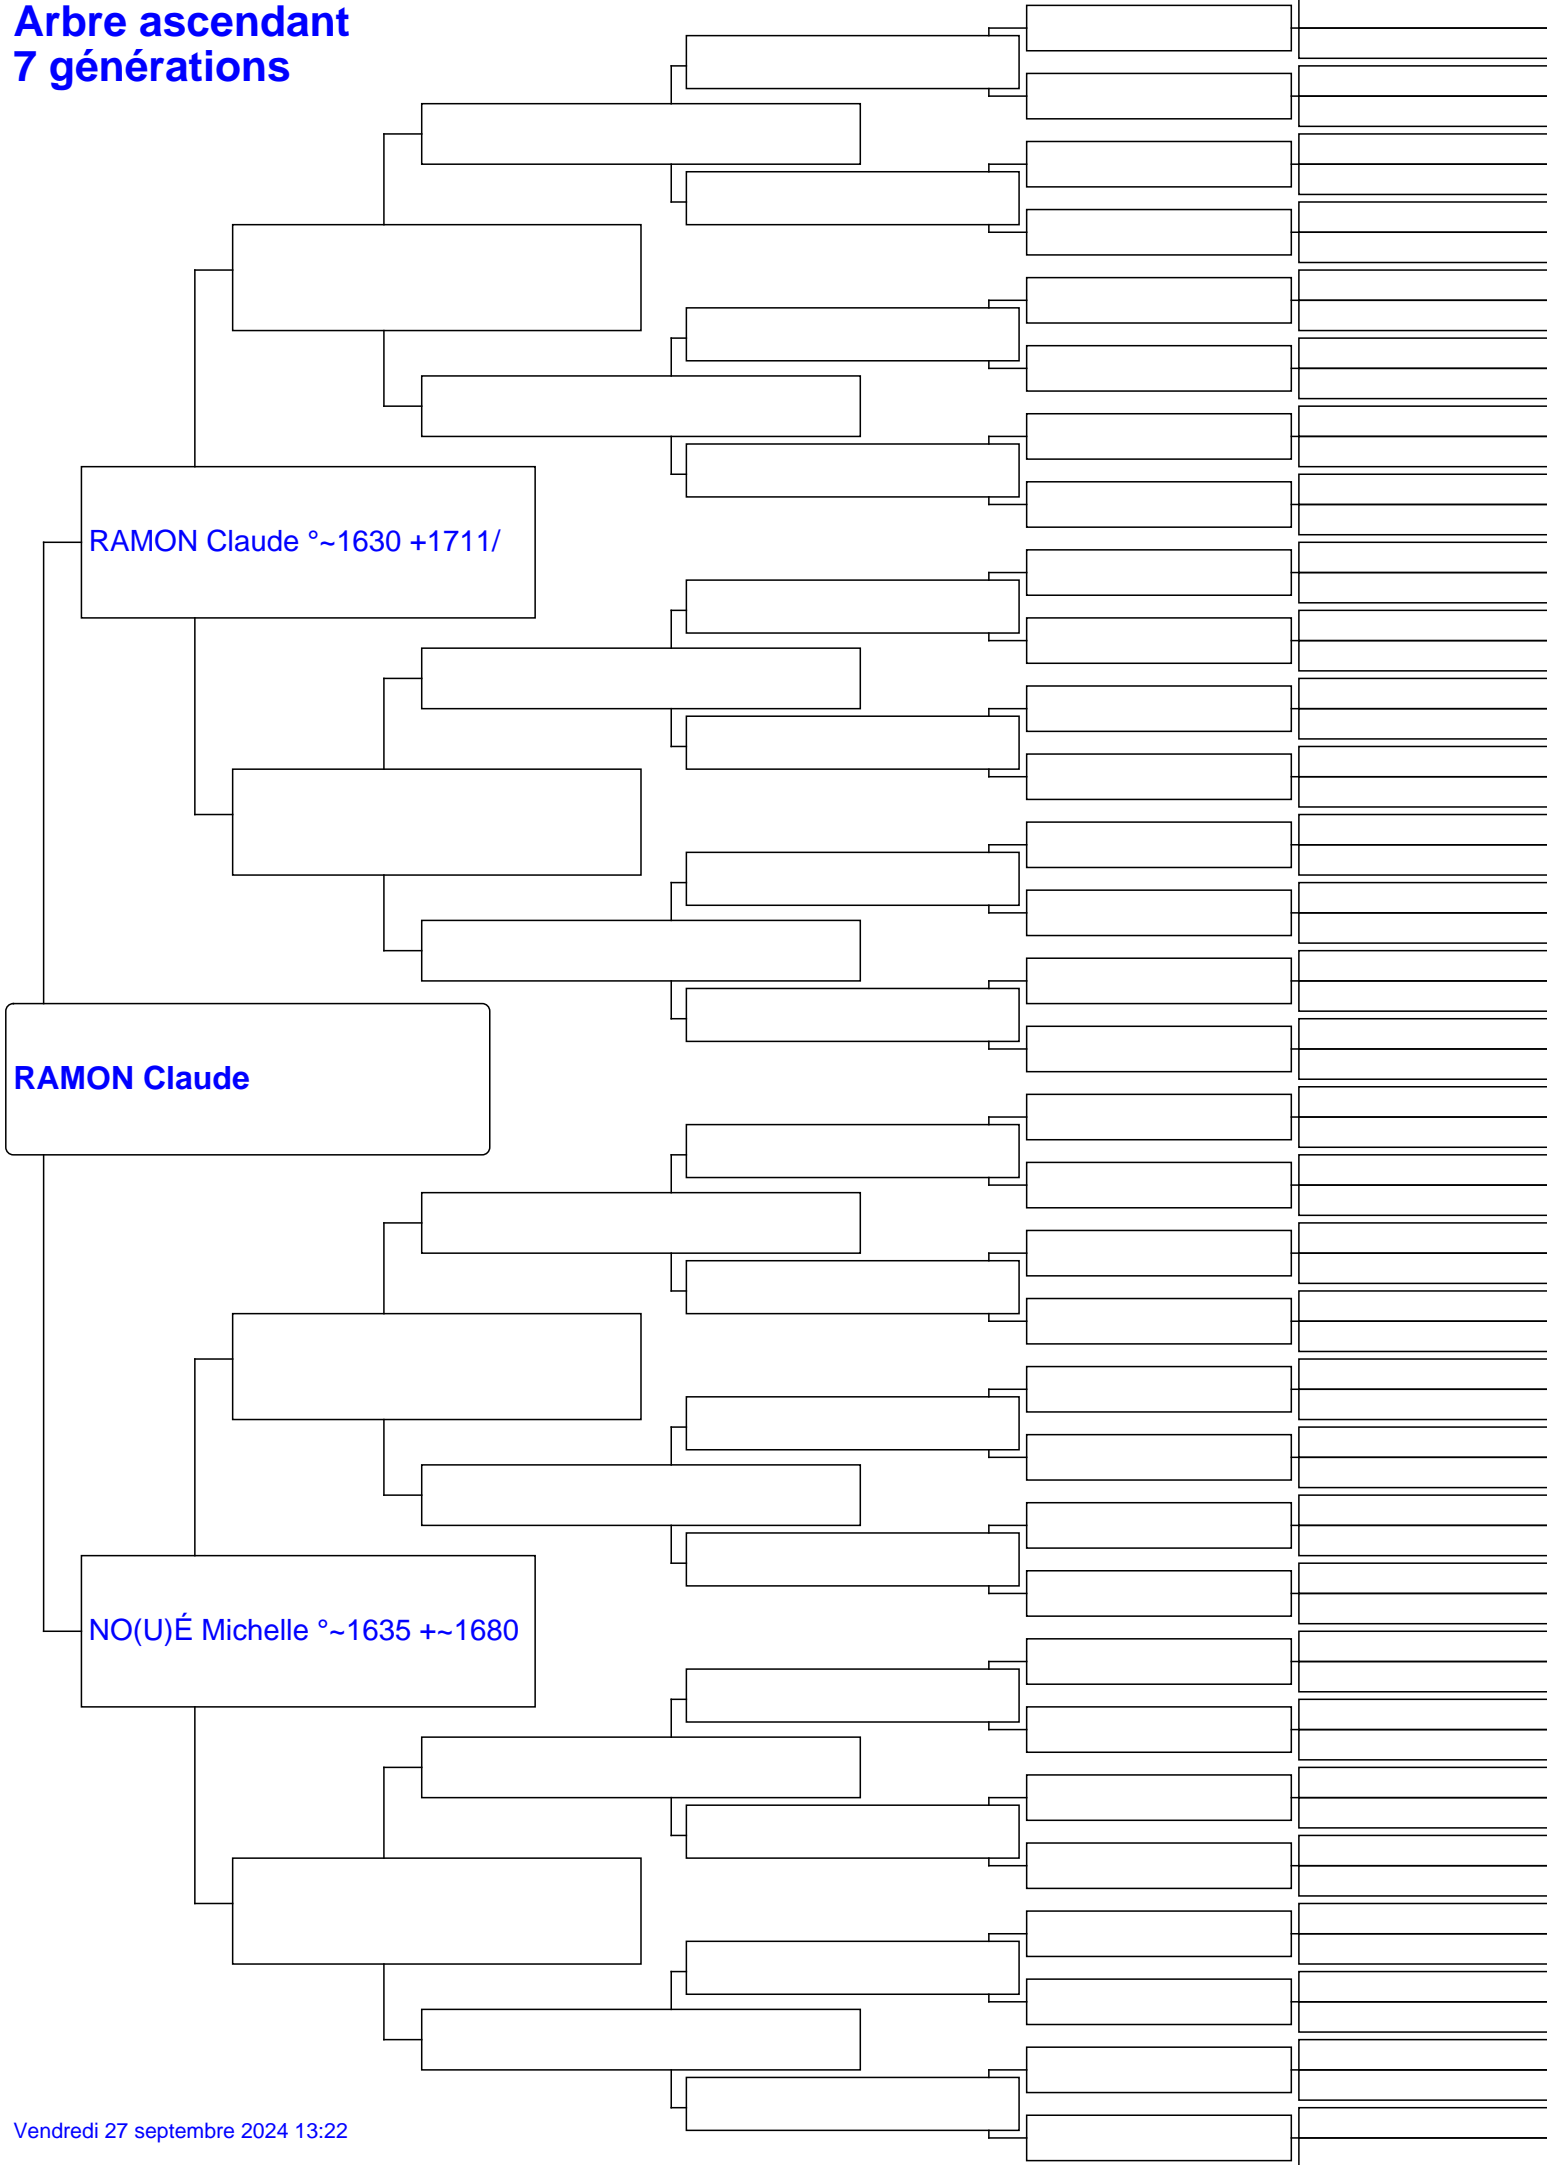 Arbre ascendant
7 générations
RAMON Claude °~1630 +1711/
RAMON Claude
NO(U)É Michelle °~1635 +~1680
Vendredi 27 septembre 2024 13:22